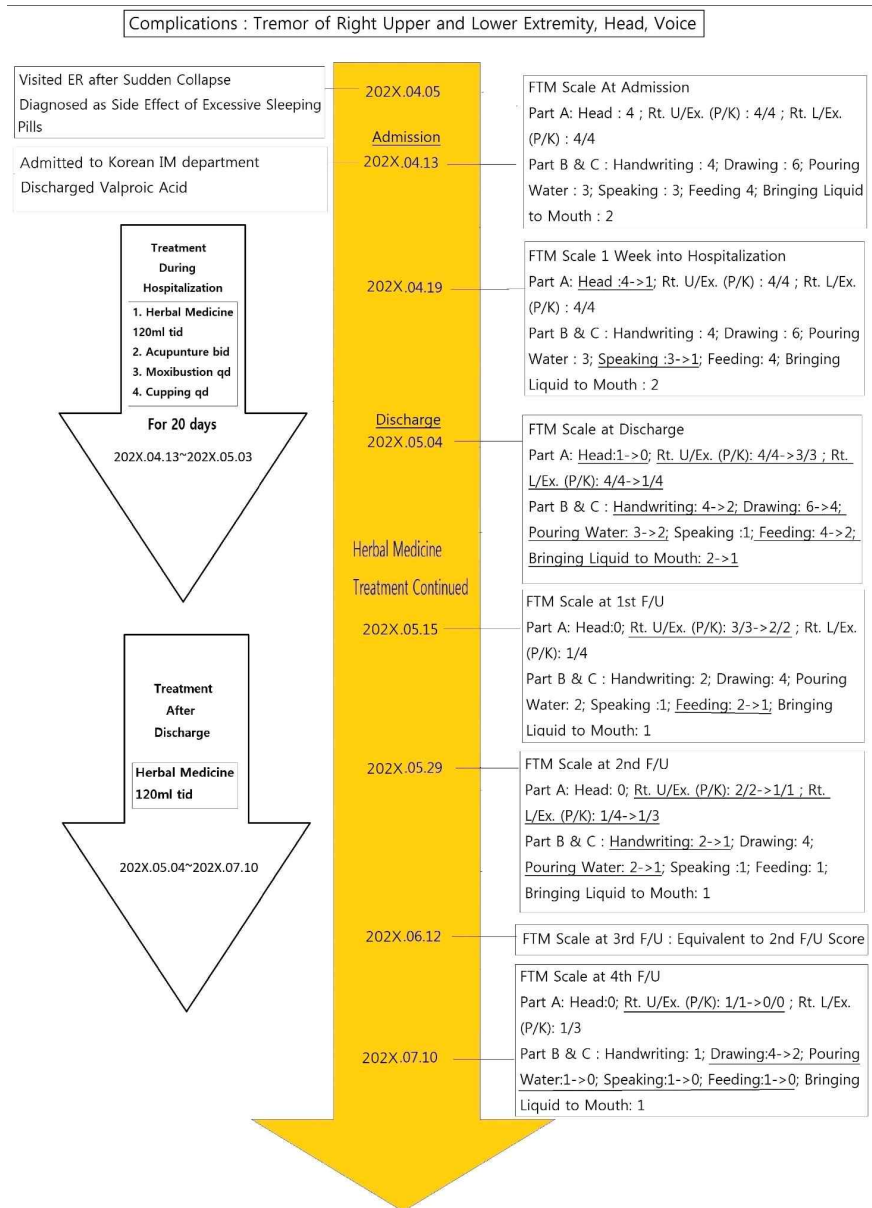 Complications : Tremor of Right Upper and Lower Extremity, Head, Voice
Visited ER after Sudden Collapse
Diagnosed as Side Effect of Excessive Sleeping
Pills
202X.04.05
Admission
202X.04.13
Admitted to Korean IM department
Discharged Valproic Acid
FTM Scale At Admission
Part A: Head : 4 ; Rt. U/Ex. (P/K) : 4/4 ; Rt. L/Ex.
(P/K) : 4/4
Part B & C : Handwriting : 4; Drawing : 6; Pouring
Water : 3; Speaking : 3; Feeding 4; Bringing Liquid
to Mouth : 2
Treatment
During
Hospitalization
1. Herbal Medicine
120ml tid
2. Acupunture bid
3. Moxibustion qd
4. Cupping qd
For 20 days
202X.04.13~202X.05.03
202X.04.19
FTM Scale 1 Week into Hospitalization
Part A: Head :4->1; Rt. U/Ex. (P/K) : 4/4 ; Rt. L/Ex.
(P/K) : 4/4
Part B & C : Handwriting : 4; Drawing : 6; Pouring
Water : 3; Speaking :3->1; Feeding: 4; Bringing
Liquid to Mouth : 2
Discharge
202X.05.04
FTM Scale at Discharge
Part A: Head:1->0; Rt. U/Ex. (P/K): 4/4->3/3 ; Rt.
L/Ex. (P/K): 4/4->1/4
Part B & C : Handwriting: 4->2; Drawing: 6->4;
Pouring Water: 3->2; Speaking :1; Feeding: 4->2;
Bringing Liquid to Mouth: 2->1
Herbal Medicine
Treatment Continued
202X.05.15
FTM Scale at 1st F/U
Part A: Head:0; Rt. U/Ex. (P/K): 3/3->2/2 ; Rt. L/Ex.
(P/K): 1/4
Part B & C : Handwriting: 2; Drawing: 4; Pouring
Water: 2; Speaking :1; Feeding: 2->1; Bringing
Liquid to Mouth: 1
Treatment
After
Discharge
Herbal Medicine
120ml tid
202X.05.04~202X.07.10
202X.05.29
FTM Scale at 2nd F/U
Part A: Head: 0; Rt. U/Ex. (P/K): 2/2->1/1 ; Rt.
L/Ex. (P/K): 1/4->1/3
Part B & C : Handwriting: 2->1; Drawing: 4;
Pouring Water: 2->1; Speaking :1; Feeding: 1;
Bringing Liquid to Mouth: 1
202X.06.12
FTM Scale at 3rd F/U : Equivalent to 2nd F/U Score
202X.07.10
FTM Scale at 4th F/U
Part A: Head:0; Rt. U/Ex. (P/K): 1/1->0/0 ; Rt. L/Ex.
(P/K): 1/3
Part B & C : Handwriting: 1; Drawing:4->2; Pouring
Water:1->0; Speaking:1->0; Feeding:1->0; Bringing
Liquid to Mouth: 1